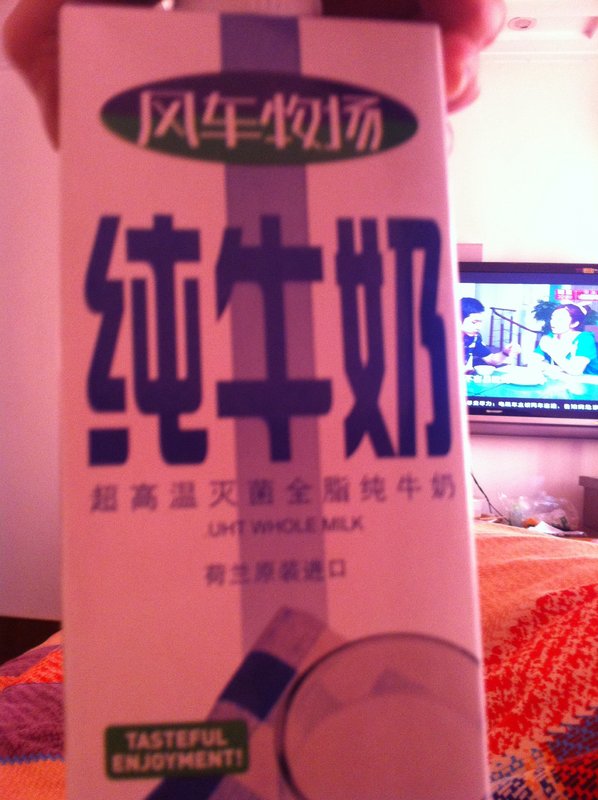 风车牧场
纯牛奶
超高温灭菌全脂纯牛奶
UHT WHOLE MILK
荷兰原装进口
TASTEFUL
ENJOYMENT!